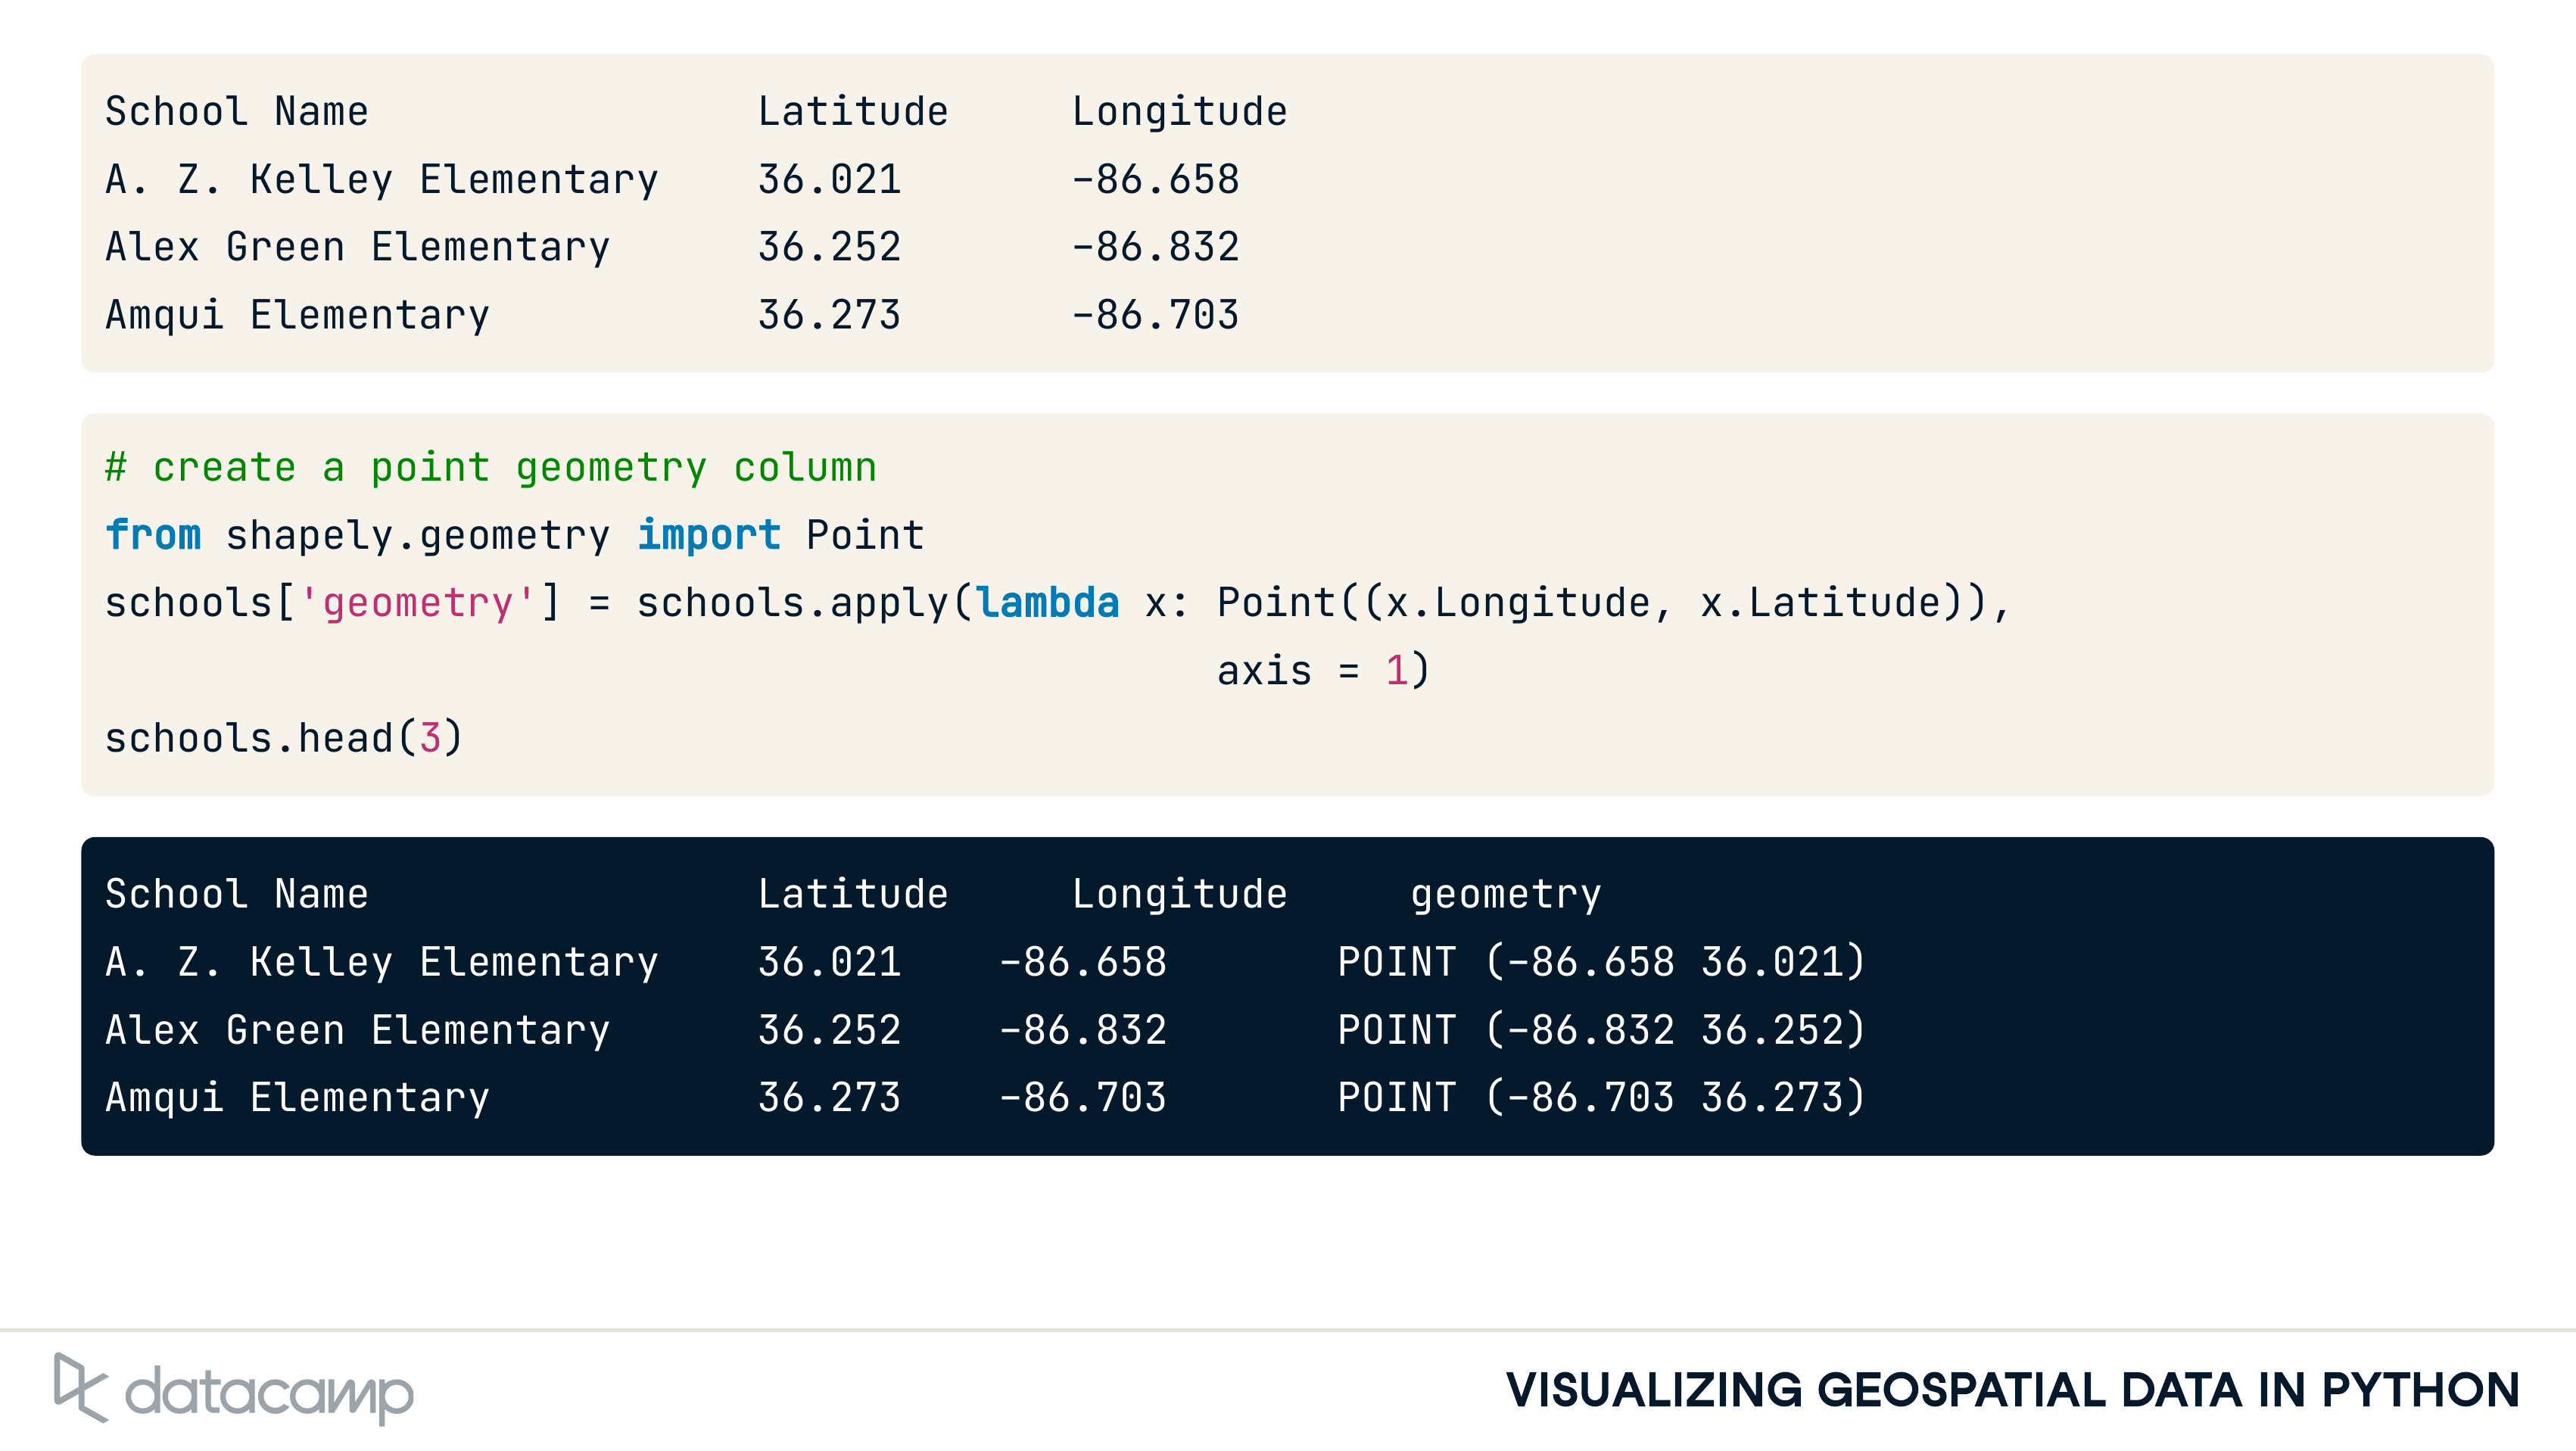 School Name Latitude Longitude
A. Z. Kelley Elementary 36.021 -86.658
Alex Green Elementary 36.252 -86.832
Amqui Elementary 36.273 -86.703
# create a point geometry column
from shapely.geometry import Point
schools['geometry'] = schools.apply(lambda x: Point((x.Longitude, x.Latitude)),
axis = 1)
schools.head(3)
School Name Latitude Longitude geometry
A. Z. Kelley Elementary 36.021 -86.658 POINT (-86.658 36.021)
Alex Green Elementary 36.252 -86.832 POINT (-86.832 36.252)
Amqui Elementary 36.273 -86.703 POINT (-86.703 36.273)
datacamp
VISUALIZING GEOSPATIAL DATA IN PYTHON